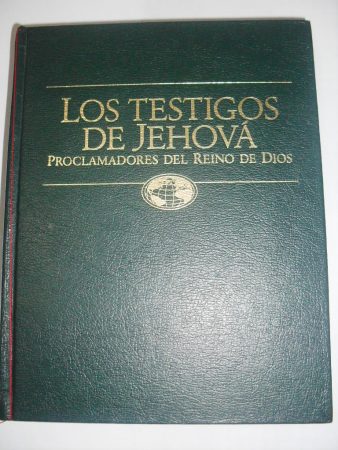 LOS TESTIGOS
DE JEHOVÁ
PROCLAMADORES DEL REINO DE DIOS